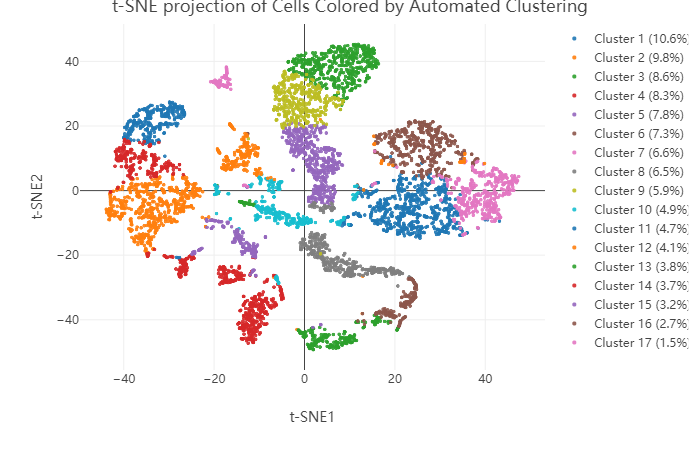 t-SNE projection of Cells Colored by Automated Clustering
Cluster 1 (10.6%)
Cluster 2 (9.8%)
Cluster 3 (8.6%)
Cluster 4 (8.3%)
Cluster 5 (7.8%)
Cluster 6 (7.3%)
Cluster 7 (6.6%)
Cluster 8 (6.5%)
Cluster 9 (5.9%)
Cluster 10 (4.9%)
Cluster 11 (4.7%)
Cluster 12 (4.1%)
Cluster 13 (3.8%)
Cluster 14 (3.7%)
Cluster 15 (3.2%)
Cluster 16 (2.7%)
Cluster 17 (1.5%)
40
20
0
−20
−40
t-SNE2
−40
−20
0
20
40
t-SNE1